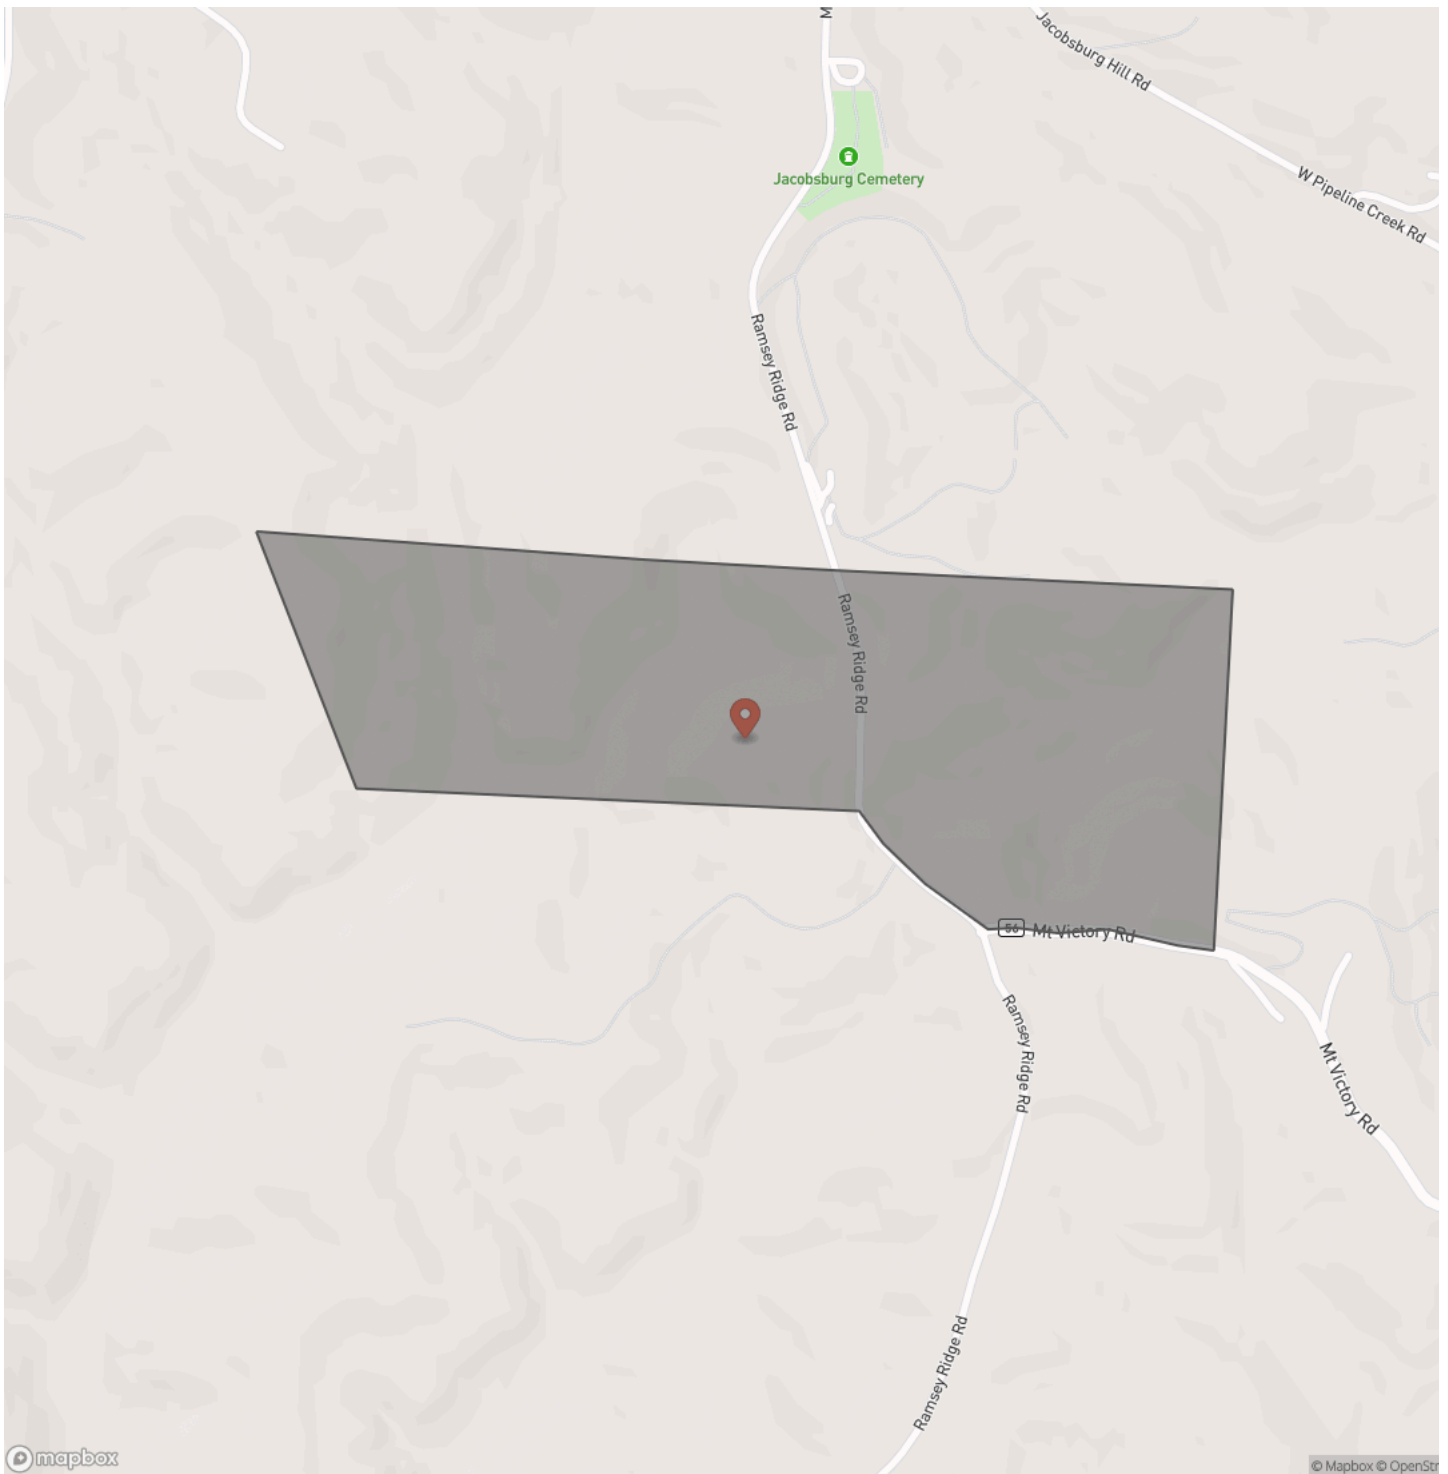 M
Jacobsburg Hill Rd
W Pipeline Creek Rd
Jacobsburg Cemetery
Ramsey Ridge Rd
Ramsey Ridge Rd
56
Mt Victory Rd
Ramsey Ridge Rd
Mt Victory Rd
Ramsey Ridge Rd
mapbox
© Mapbox © OpenStr